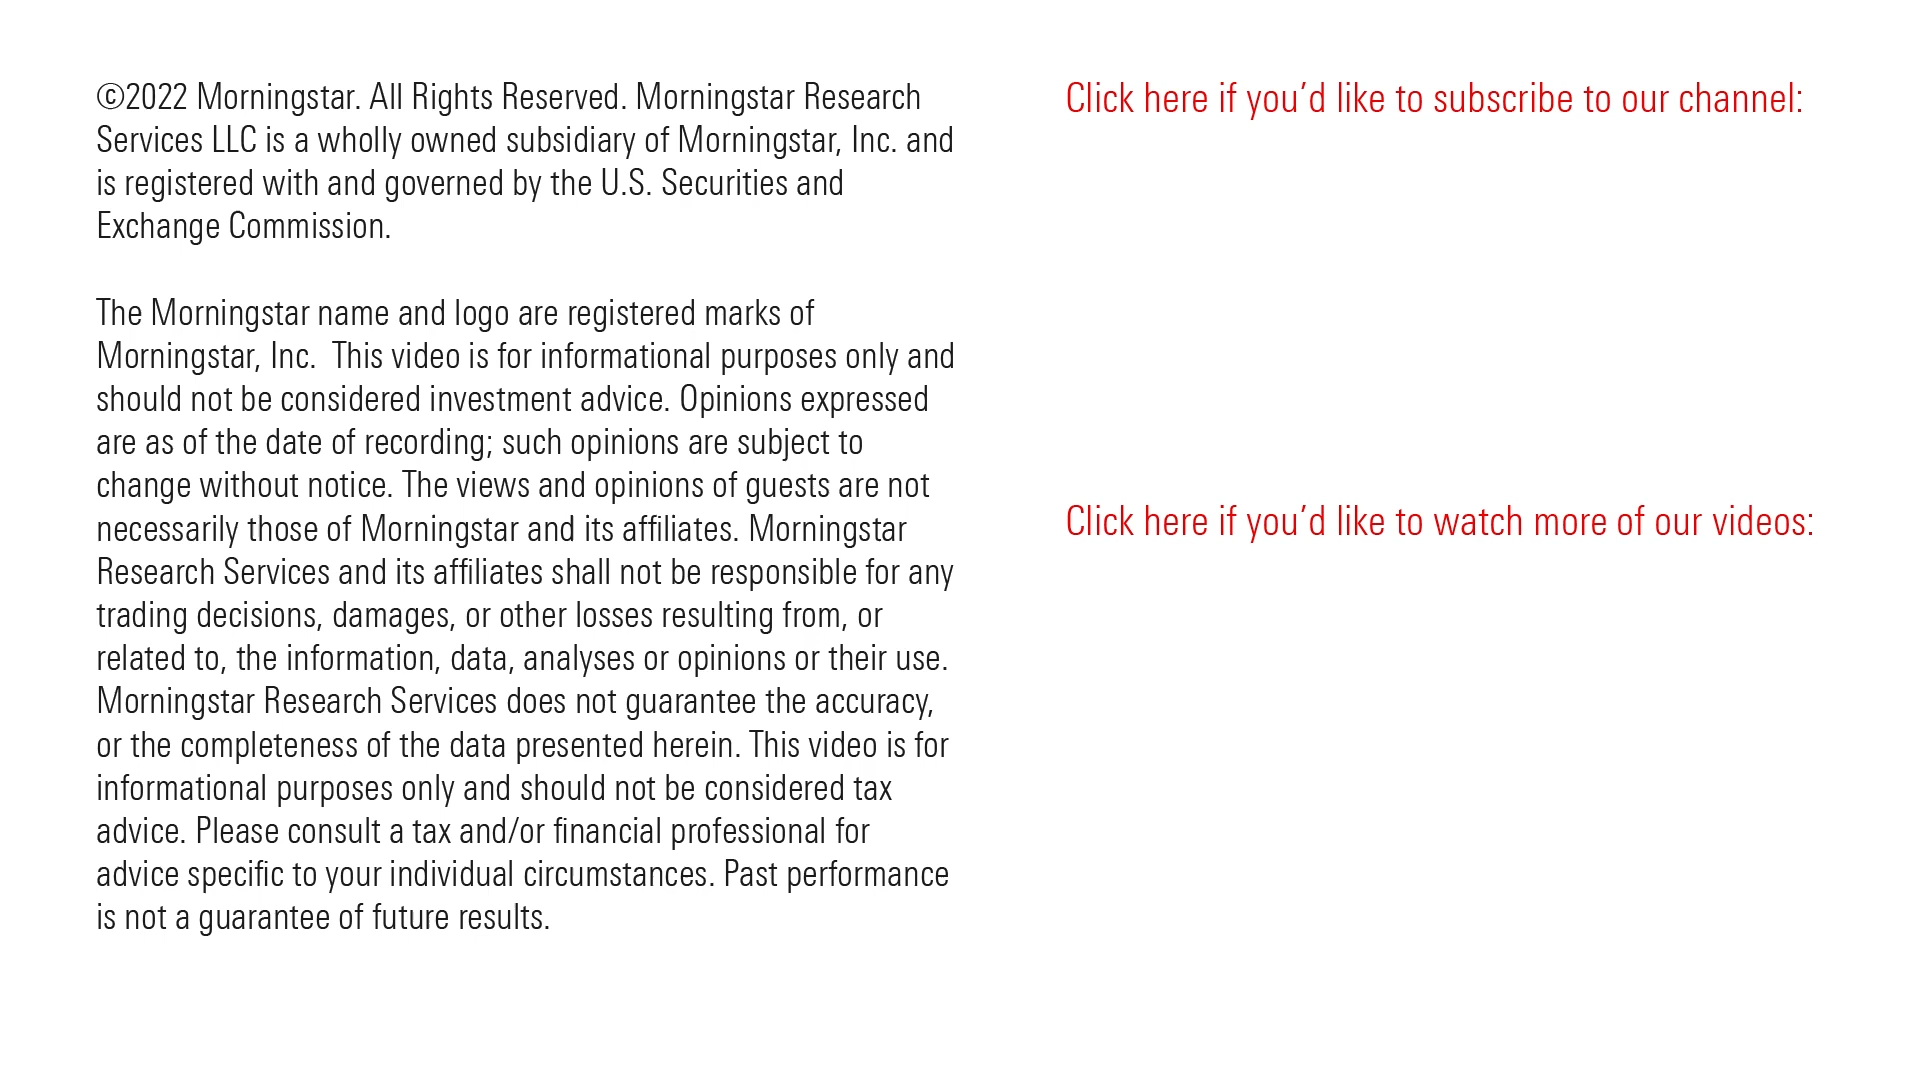 ©2022 Morningstar. All Rights Reserved. Morningstar Research
Services LLC is a wholly owned subsidiary of Morningstar, Inc. and
is registered with and governed by the U.S. Securities and
Exchange Commission.
The Morningstar name and logo are registered marks of
Morningstar, Inc.  This video is for informational purposes only and
should not be considered investment advice. Opinions expressed
are as of the date of recording; such opinions are subject to
change without notice. The views and opinions of guests are not
necessarily those of Morningstar and its affiliates. Morningstar
Research Services and its affiliates shall not be responsible for any
trading decisions, damages, or other losses resulting from, or
related to, the information, data, analyses or opinions or their use.
Morningstar Research Services does not guarantee the accuracy,
or the completeness of the data presented herein. This video is for
informational purposes only and should not be considered tax
advice. Please consult a tax and/or financial professional for
advice specific to your individual circumstances. Past performance
is not a guarantee of future results.
Click here if you’d like to subscribe to our channel:
Click here if you’d like to watch more of our videos: